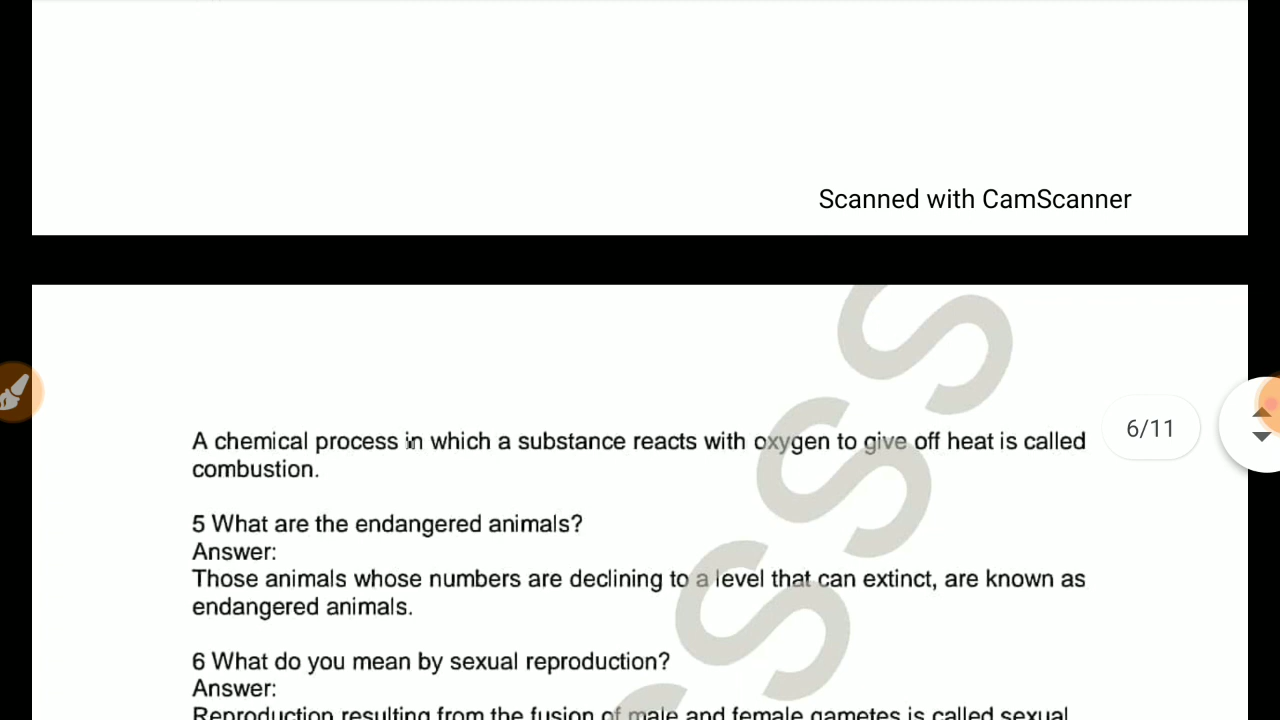 Scanned with CamScanner
A chemical process in which a substance reacts with oxygen to give off heat is called
combustion.
6/11
5 What are the endangered animals?
Answer:
Those animals whose numbers are declining to a level that can extinct, are known as
endangered animals.
6 What do you mean by sexual reproduction?
Answer:
Reproduction resulting from the fusion of male and female gametes is called sexual
SSSS